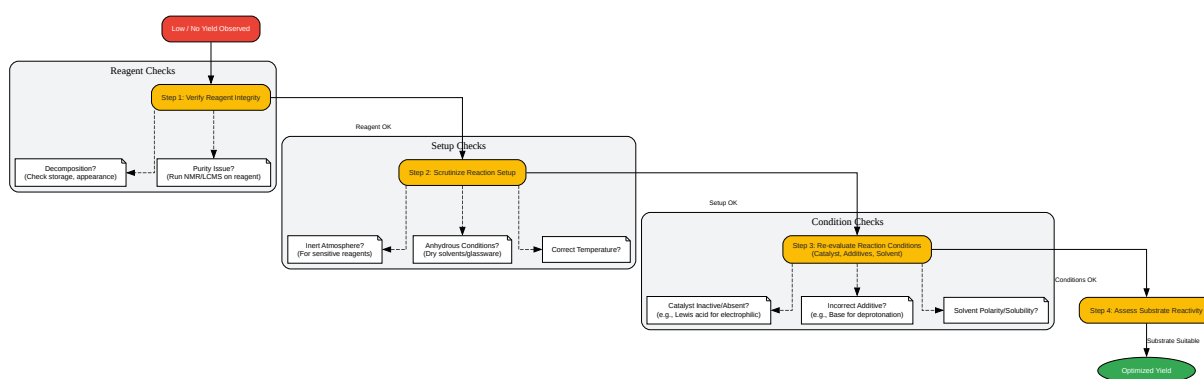 Low / No Yield Observed
Reagent Checks
Step 1: Verify Reagent Integrity
Decomposition?
(Check storage, appearance)
Purity Issue?
(Run NMR/LCMS on reagent)
Reagent OK
Setup Checks
Step 2: Scrutinize Reaction Setup
Inert Atmosphere?
(For sensitive reagents)
Anhydrous Conditions?
(Dry solvents/glassware)
Correct Temperature?
Setup OK
Condition Checks
Step 3: Re-evaluate Reaction Conditions
(Catalyst, Additives, Solvent)
Catalyst Inactive/Absent?
(e.g., Lewis acid for electrophilic)
Incorrect Additive?
(e.g., Base for deprotonation)
Solvent Polarity/Solubility?
Conditions OK
Step 4: Assess Substrate Reactivity
Substrate Suitable
Optimized Yield